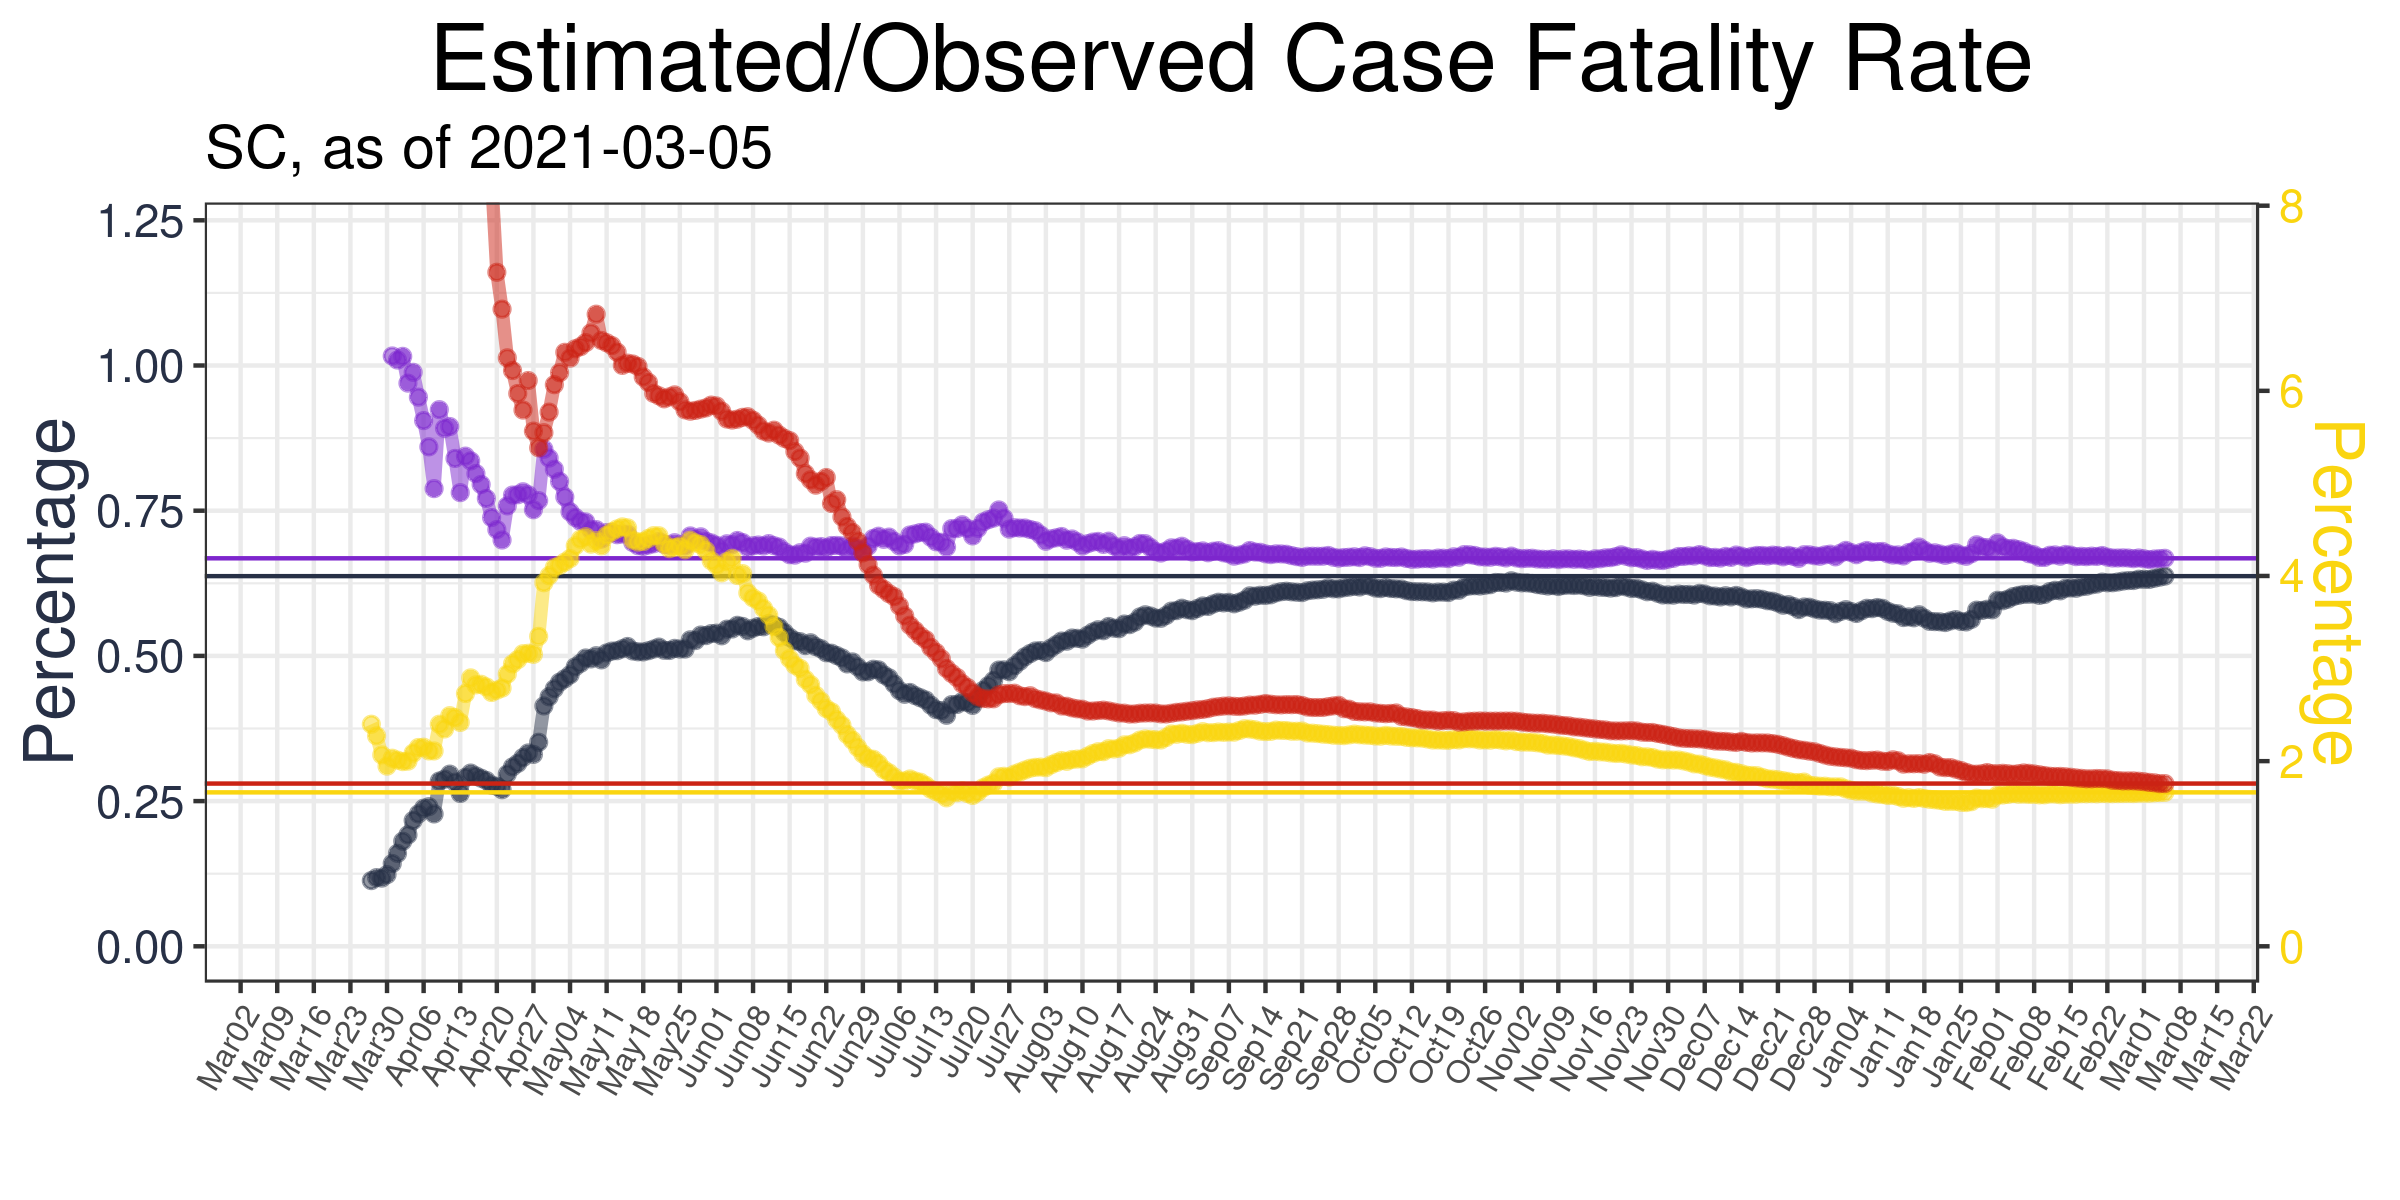 Estimated/Observed Case Fatality Rate
SC, as of 2021-03-05
Percentage
1.25
1.00
0.75
0.50
0.25
0.00
8
6
4
2
0
Percentage
Mar02
Mar09
Mar16
Mar23
Mar30
Apr06
Apr13
Apr20
Apr27
May04
May11
May18
May25
Jun01
Jun08
Jun15
Jun22
Jun29
Jul06
Jul13
Jul20
Jul27
Aug03
Aug10
Aug17
Aug24
Aug31
Sep07
Sep14
Sep21
Sep28
Oct05
Oct12
Oct19
Oct26
Nov02
Nov09
Nov16
Nov23
Nov30
Dec07
Dec14
Dec21
Dec28
Jan04
Jan11
Jan18
Jan25
Feb01
Feb08
Feb15
Feb22
Mar01
Mar08
Mar15
Mar22